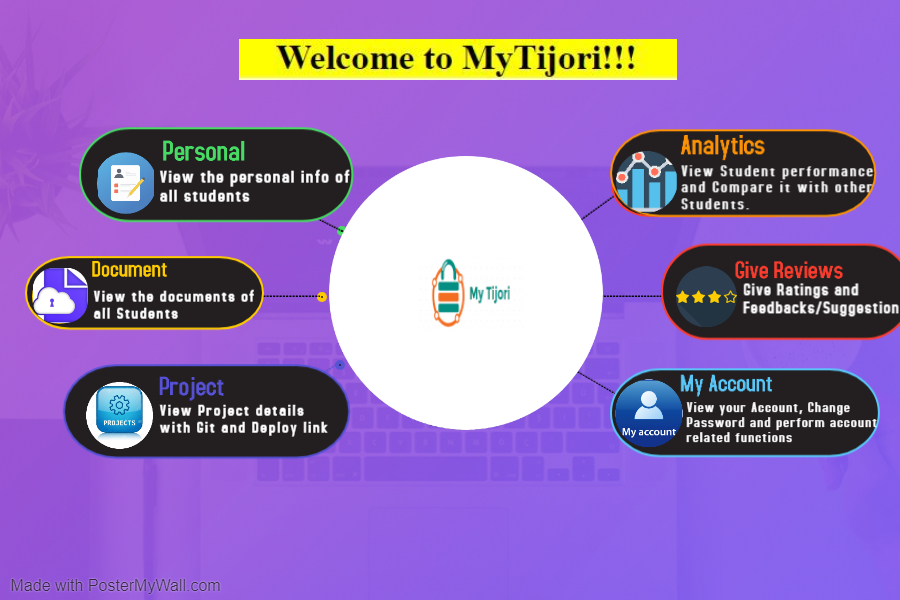 Welcome to MyTijori!!!
Personal
View the personal info of
all students
Document
View the documents of
all Students
Project
PROJECTS
View Project details
with Git and Deploy link
My Tijori
Analytics
View Student performance
and Compare it with other
Students.
Give Reviews
Give Ratings and
Feedbacks/Suggestion
My Account
My account
View your Account, Change
Password and perform account
related functions
Made with PosterMyWall.com